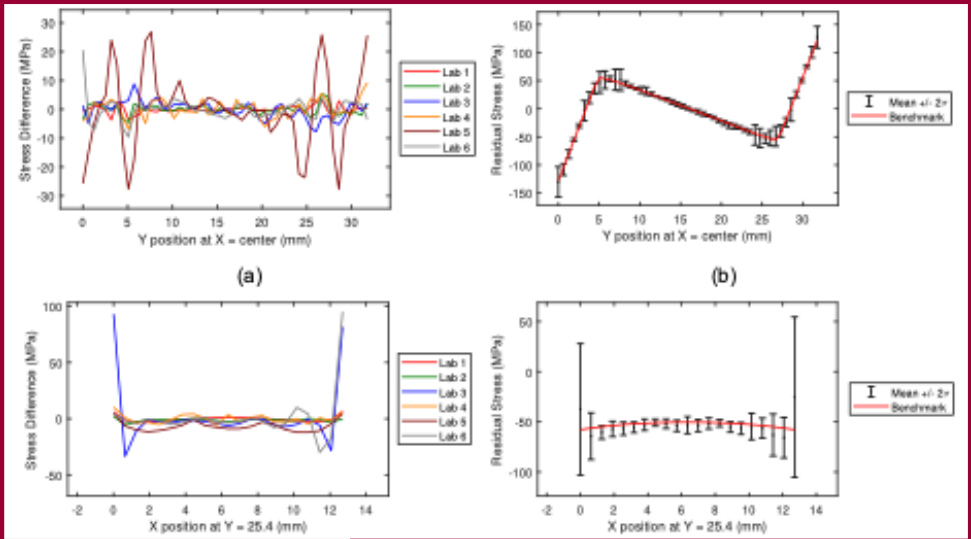 30
20
10
0
-10
-20
-30
Stress Difference (MPa)
0 5 10 15 20 25 30
Y position at X = center (mm)
Lab 1
Lab 2
Lab 3
Lab 4
Lab 5
Lab 6
(a)
150
100
50
0
-50
-100
-150
Residual Stress (MPa)
0 5 10 15 20 25 30
Y position at X = center (mm)
Mean +/- 2σ
Benchmark
(b)
100
50
0
-50
Stress Difference (MPa)
-2 0 2 4 6 8 10 12 14
X position at Y = 25.4 (mm)
Lab 1
Lab 2
Lab 3
Lab 4
Lab 5
Lab 6
50
0
-50
-100
Residual Stress (MPa)
-2 0 2 4 6 8 10 12 14
X position at Y = 25.4 (mm)
Mean +/- 2σ
Benchmark